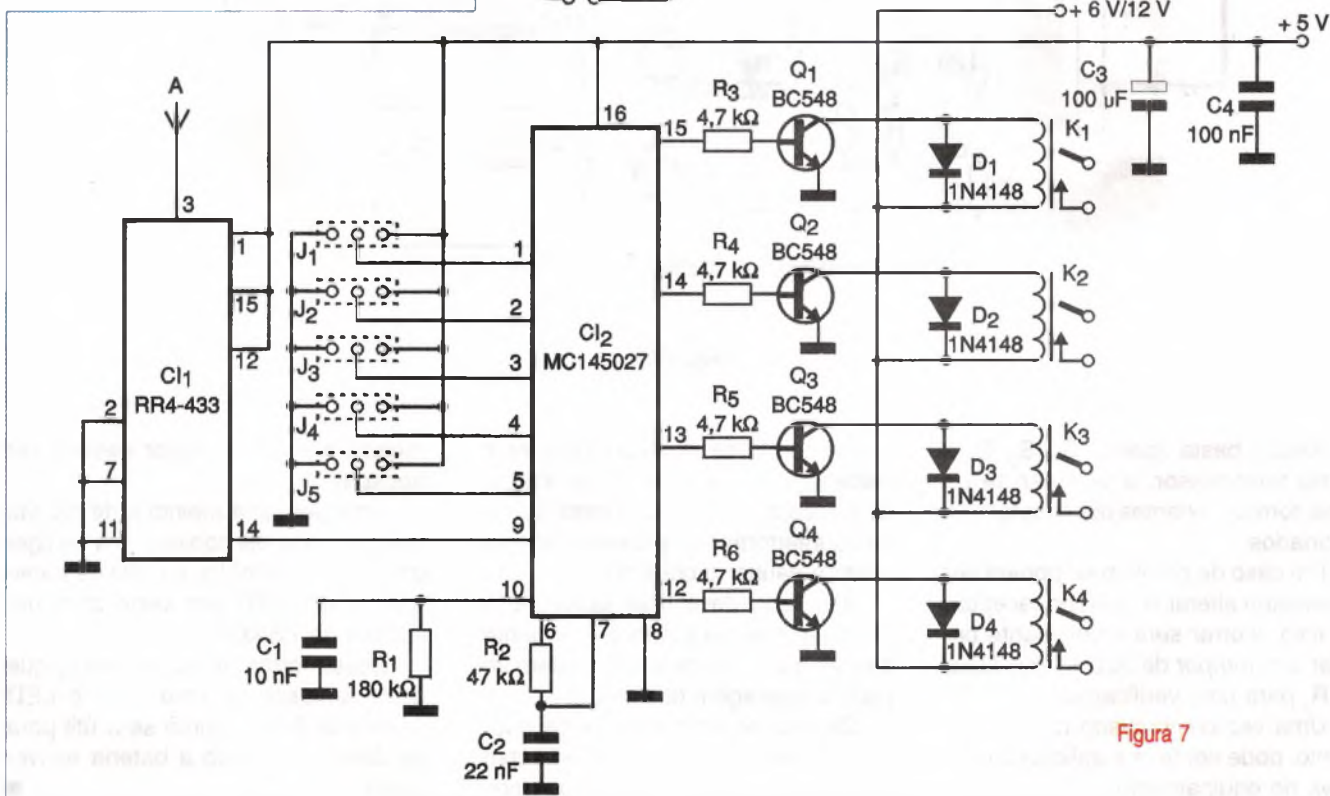 + 6 V/12 V
+ 5 V
A
3
1
15
12
CI1
RR4-433
2
7
11
14
J1
J2
J3
J4
J5
16
1
2
3
4
5
9
10
6
7
8
15
14
13
12
CI2
MC145027
C1
10 nF
R1
180 kΩ
R2
47 kΩ
C2
22 nF
R3
4,7 kΩ
Q1
BC548
D1
1N4148
K1
R4
4,7 kΩ
Q2
BC548
D2
1N4148
K2
R5
4,7 kΩ
Q3
BC548
D3
1N4148
K3
R6
4,7 kΩ
Q4
BC548
D4
1N4148
K4
C3
100 µF
C4
100 nF
Figura 7